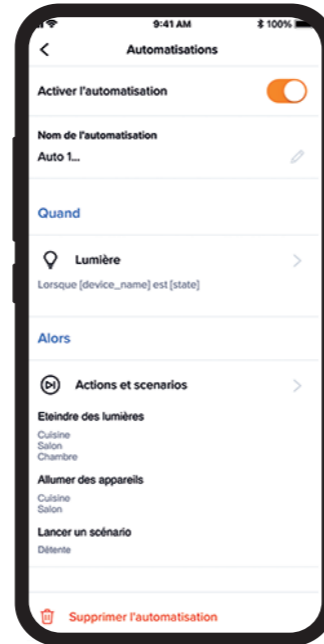 9:41 AM
100%
Automatisations
Activer l'automatisation
Nom de l'automatisation
Auto 1...
Quand
Lumière
Lorsque [device_name] est [state]
Alors
Actions et scenarios
Eteindre des lumières
Cuisine
Salon
Chambre
Allumer des appareils
Cuisine
Salon
Lancer un scénario
Détente
Supprimer l'automatisation